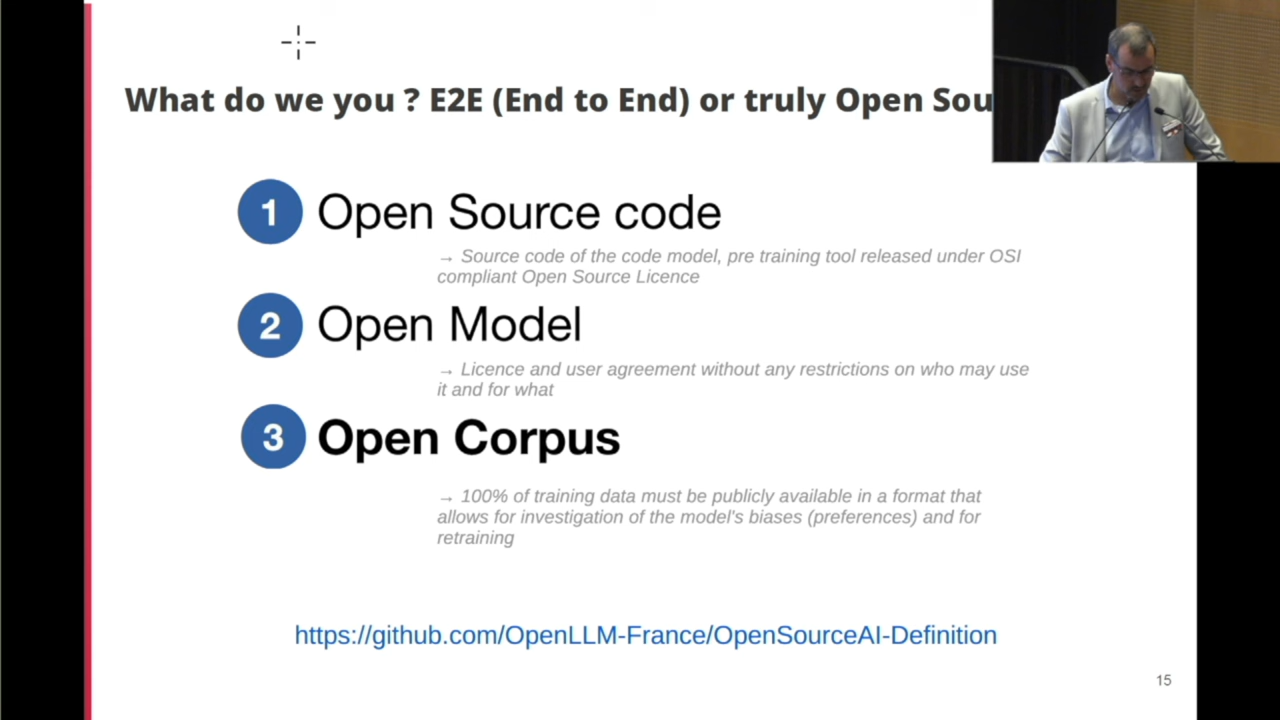 What do we you ? E2E (End to End) or truly Open Sou
1 Open Source code
→ Source code of the code model, pre training tool released under OSI
compliant Open Source Licence
2 Open Model
→ Licence and user agreement without any restrictions on who may use
it and for what
3 Open Corpus
→ 100% of training data must be publicly available in a format that
allows for investigation of the model's biases (preferences) and for
retraining
https://github.com/OpenLLM-France/OpenSourceAI-Definition
15